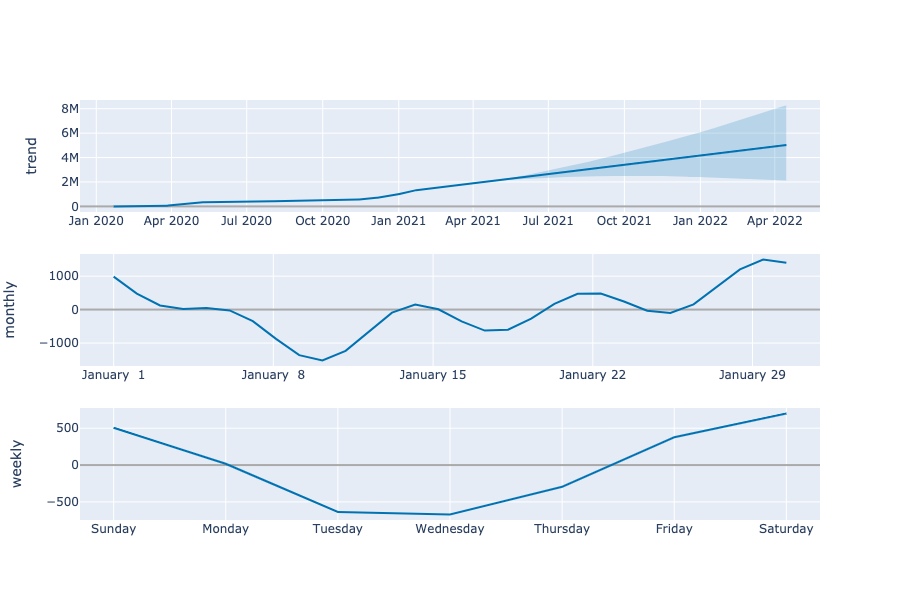 trend
8M
6M
4M
2M
0
Jan 2020 Apr 2020 Jul 2020 Oct 2020 Jan 2021 Apr 2021 Jul 2021 Oct 2021 Jan 2022 Apr 2022
monthly
1000
0
−1000
January 1 January 8 January 15 January 22 January 29
weekly
500
0
−500
Sunday Monday Tuesday Wednesday Thursday Friday Saturday